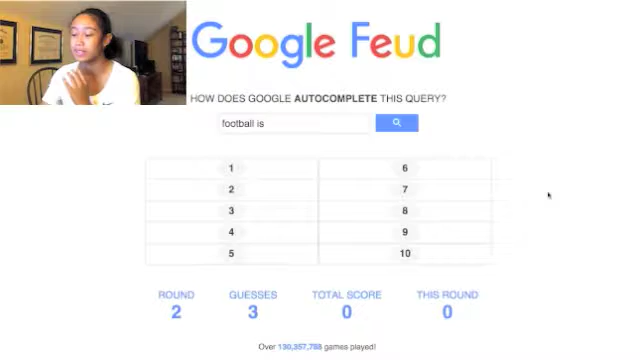 Google Feud
HOW DOES GOOGLE AUTOCOMPLETE THIS QUERY?
football is
1 6
2 7
3 8
4 9
5 10
ROUND GUESSES TOTAL SCORE THIS ROUND
2 3 0 0
Over 130,357,788 games played!